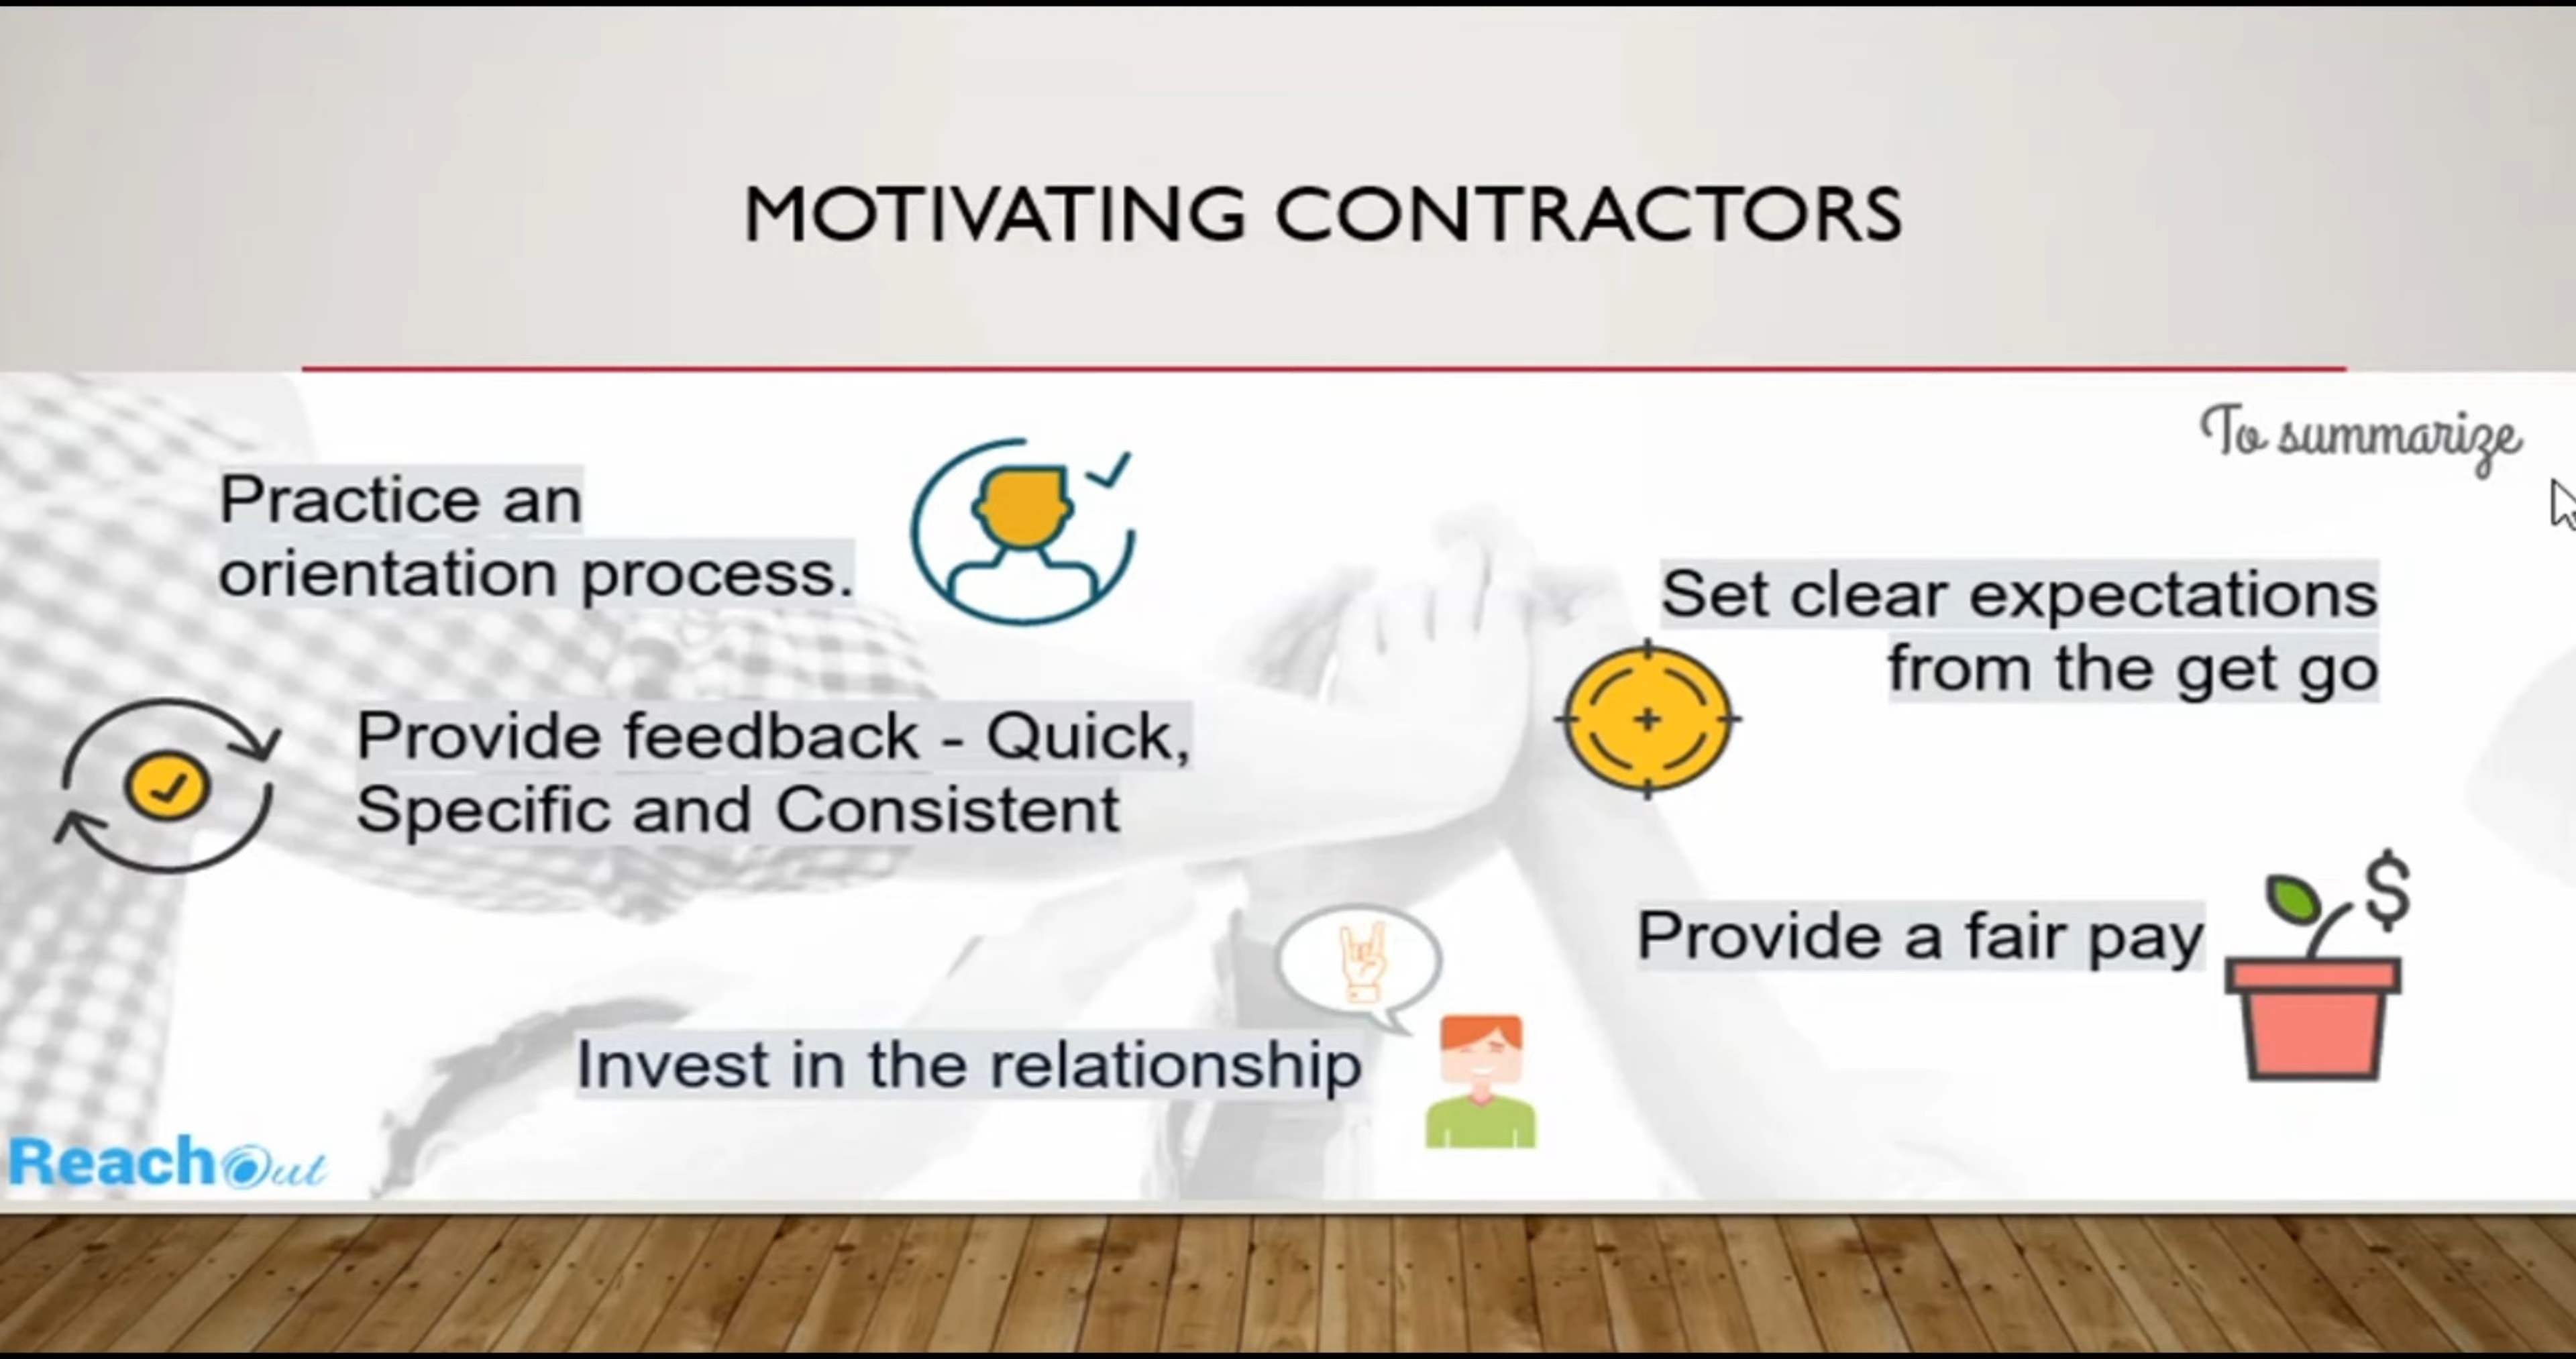 MOTIVATING CONTRACTORS
To summarize
Practice an
orientation process.
Set clear expectations
from the get go
Provide feedback - Quick,
Specific and Consistent
Provide a fair pay
Invest in the relationship
ReachOut